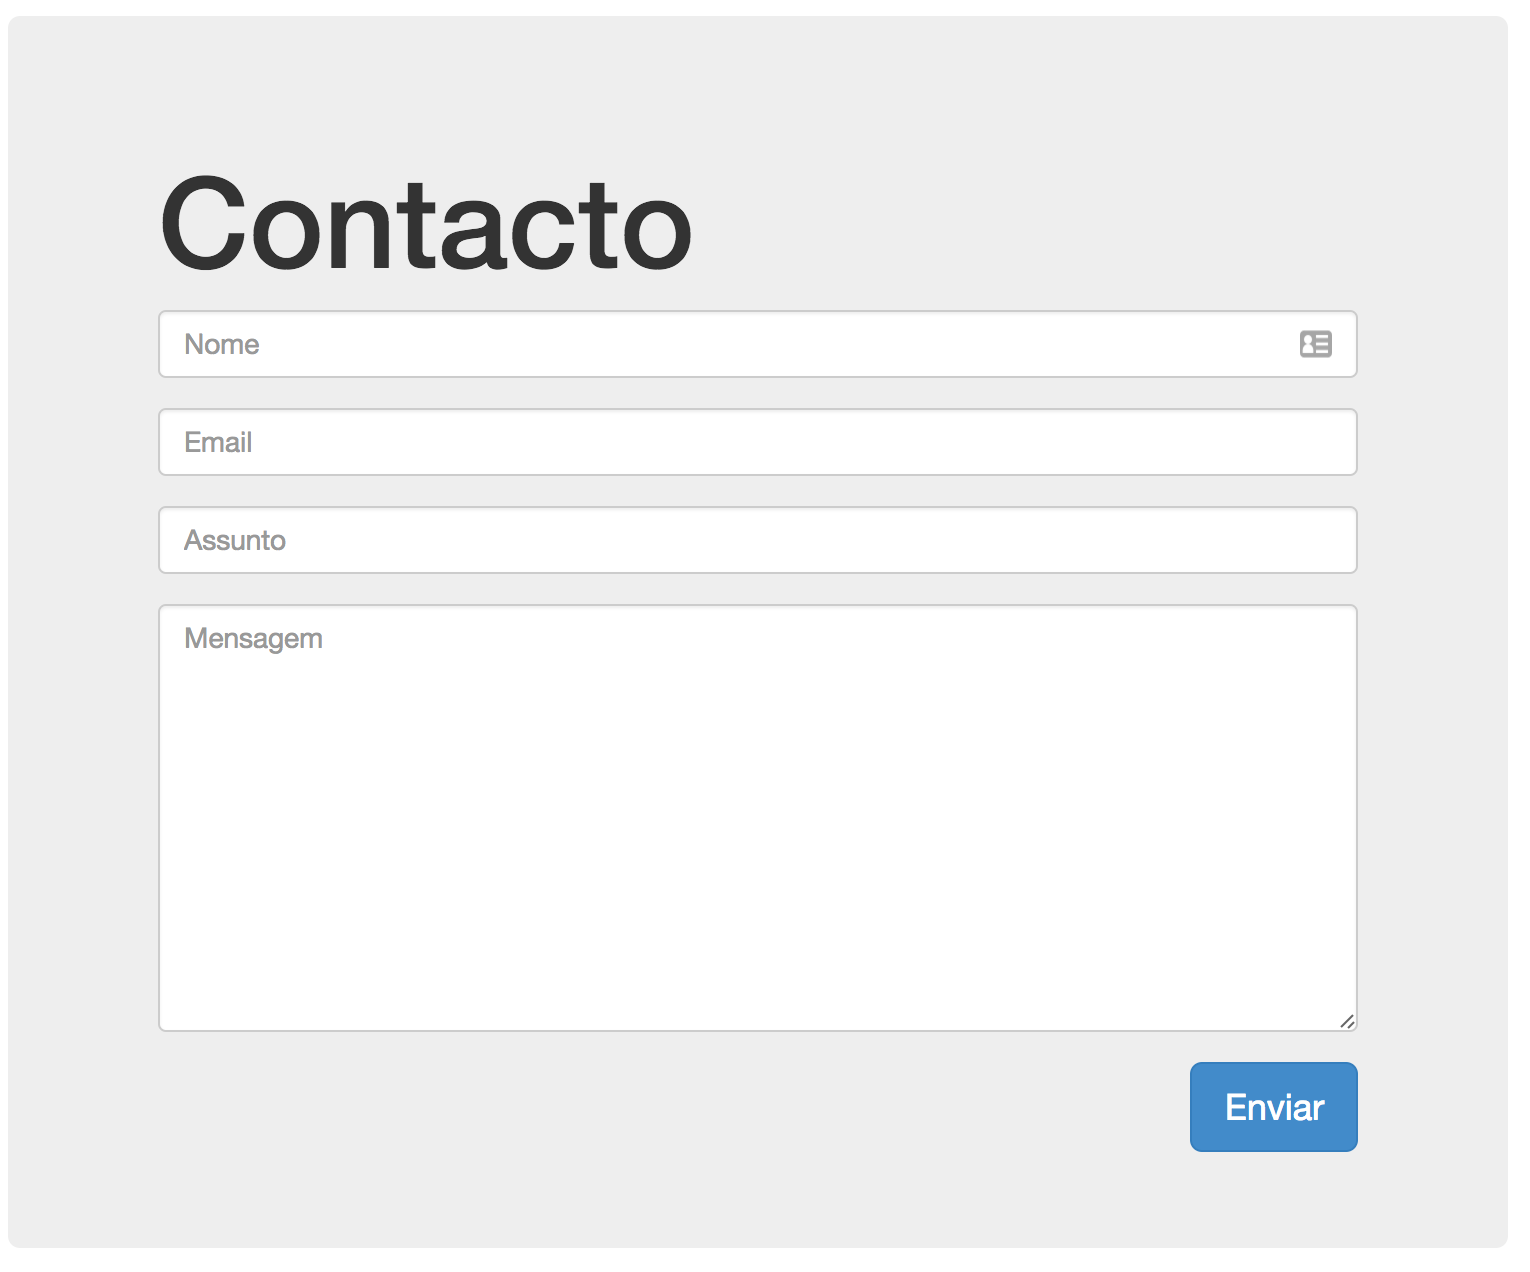 Contacto
Nome
Email
Assunto
Mensagem
Enviar